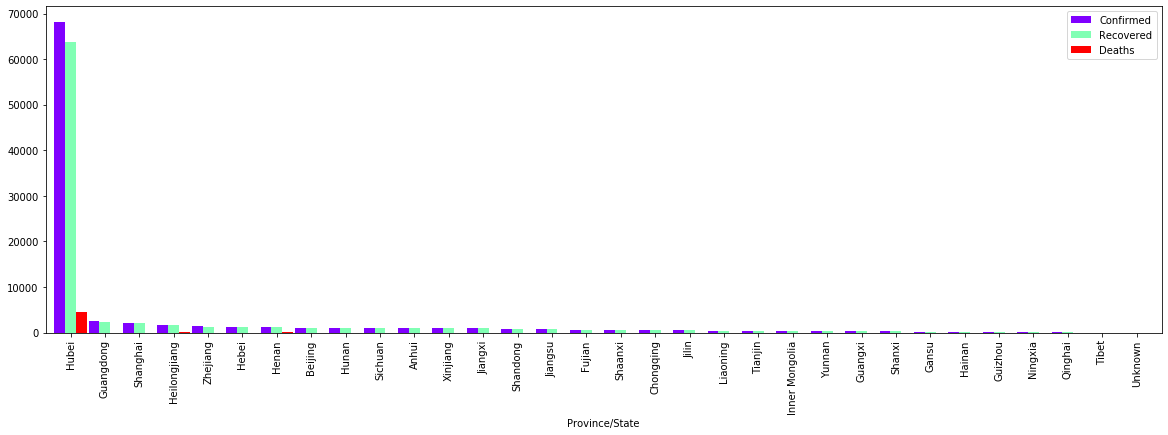 70000
60000
50000
40000
30000
20000
10000
0
Confirmed
Recovered
Deaths
Hubei
Guangdong
Shanghai
Heilongjiang
Zhejiang
Hebei
Henan
Beijing
Hunan
Sichuan
Anhui
Xinjiang
Jiangxi
Shandong
Jiangsu
Fujian
Shaanxi
Chongqing
Jilin
Liaoning
Tianjin
Inner Mongolia
Yunnan
Guangxi
Shanxi
Gansu
Hainan
Guizhou
Ningxia
Qinghai
Tibet
Unknown
Province/State